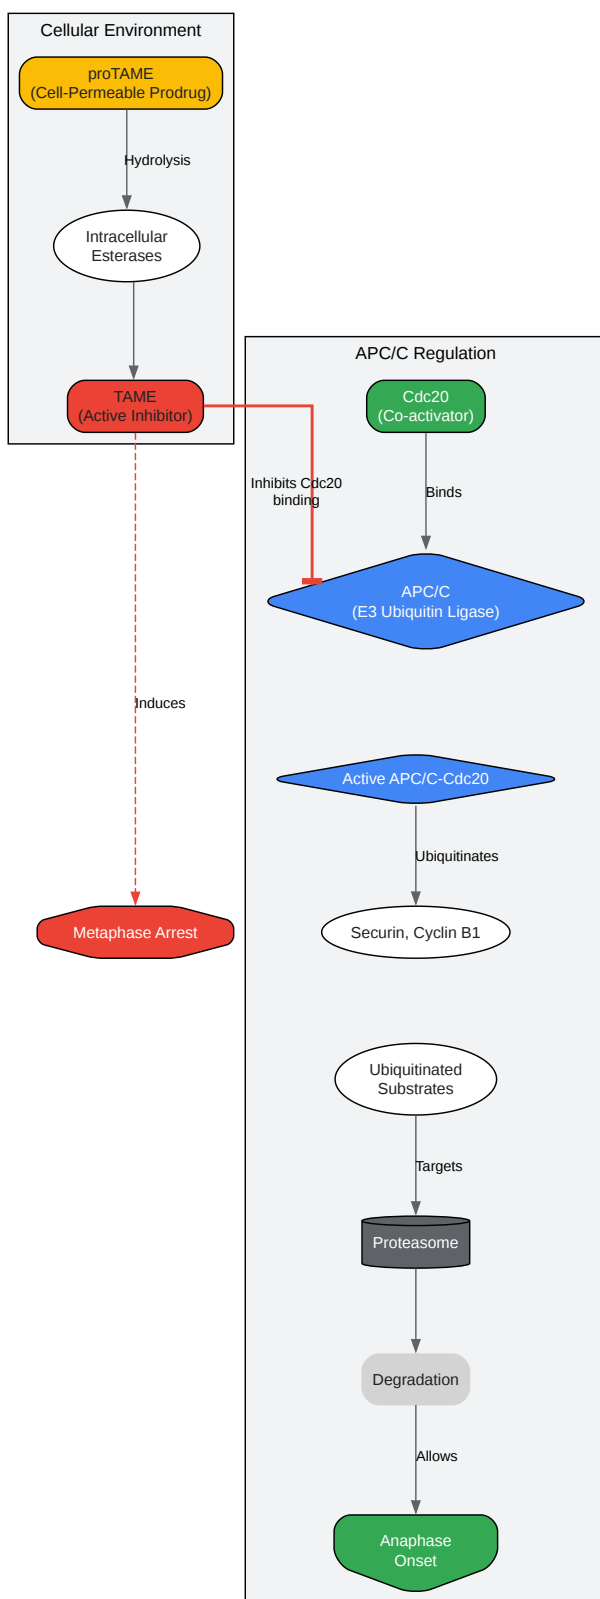 Cellular Environment
proTAME
(Cell-Permeable Prodrug)
Hydrolysis
Intracellular
Esterases
TAME
(Active Inhibitor)
APC/C Regulation
Cdc20
(Co-activator)
Inhibits Cdc20
binding
Binds
APC/C
(E3 Ubiquitin Ligase)
Induces
Active APC/C-Cdc20
Ubiquitinates
Metaphase Arrest
Securin, Cyclin B1
Ubiquitinated
Substrates
Targets
Proteasome
Degradation
Allows
Anaphase
Onset